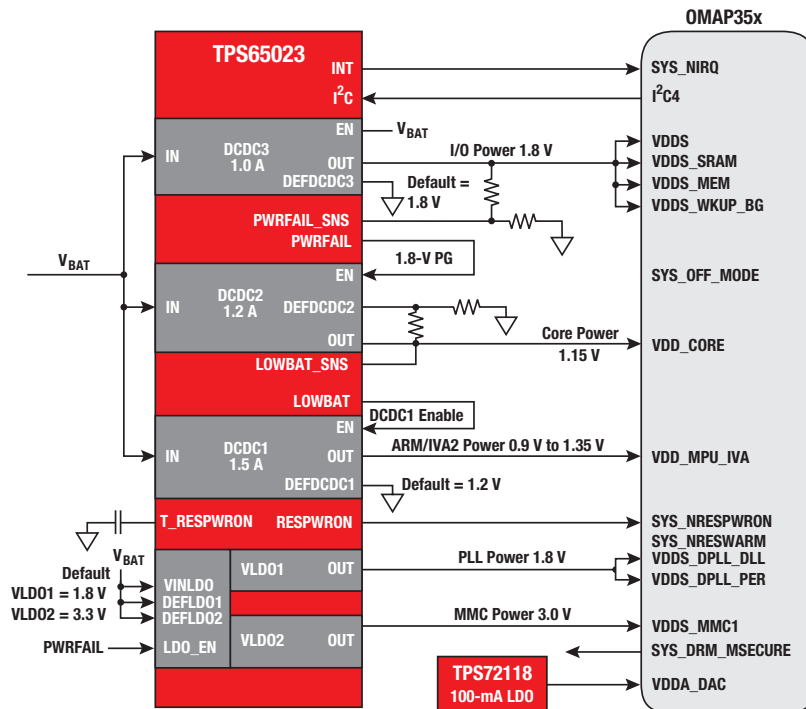 OMAP35x
TPS65023
INT
SYS_NIRQ
I²C
I²C4
EN
V_BAT
DCDC3
1.0 A
IN
OUT
I/O Power 1.8 V
VDDS
VDDS_SRAM
DEFDCDC3
Default =
1.8 V
VDDS_MEM
VDDS_WKUP_BG
PWRFAIL_SNS
PWRFAIL
1.8-V PG
V_BAT
EN
SYS_OFF_MODE
DCDC2
1.2 A
IN
DEFDCDC2
OUT
Core Power
1.15 V
VDD_CORE
LOWBAT_SNS
LOWBAT
DCDC1 Enable
EN
DCDC1
1.5 A
IN
OUT
ARM/IVA2 Power 0.9 V to 1.35 V
VDD_MPU_IVA
DEFDCDC1
Default = 1.2 V
T_RESPWRON
RESPWRON
SYS_NRESPWRON
SYS_NRESWARM
V_BAT
Default
VLDO1 = 1.8 V
VLDO2 = 3.3 V
VINLDO
DEFLDO1
DEFLDO2
VLDO1
OUT
PLL Power 1.8 V
VDDS_DPLL_DLL
VDDS_DPLL_PER
PWRFAIL
LDO_EN
VLDO2
OUT
MMC Power 3.0 V
VDDS_MMC1
SYS_DRM_MSECURE
TPS72118
100-mA LDO
VDDA_DAC